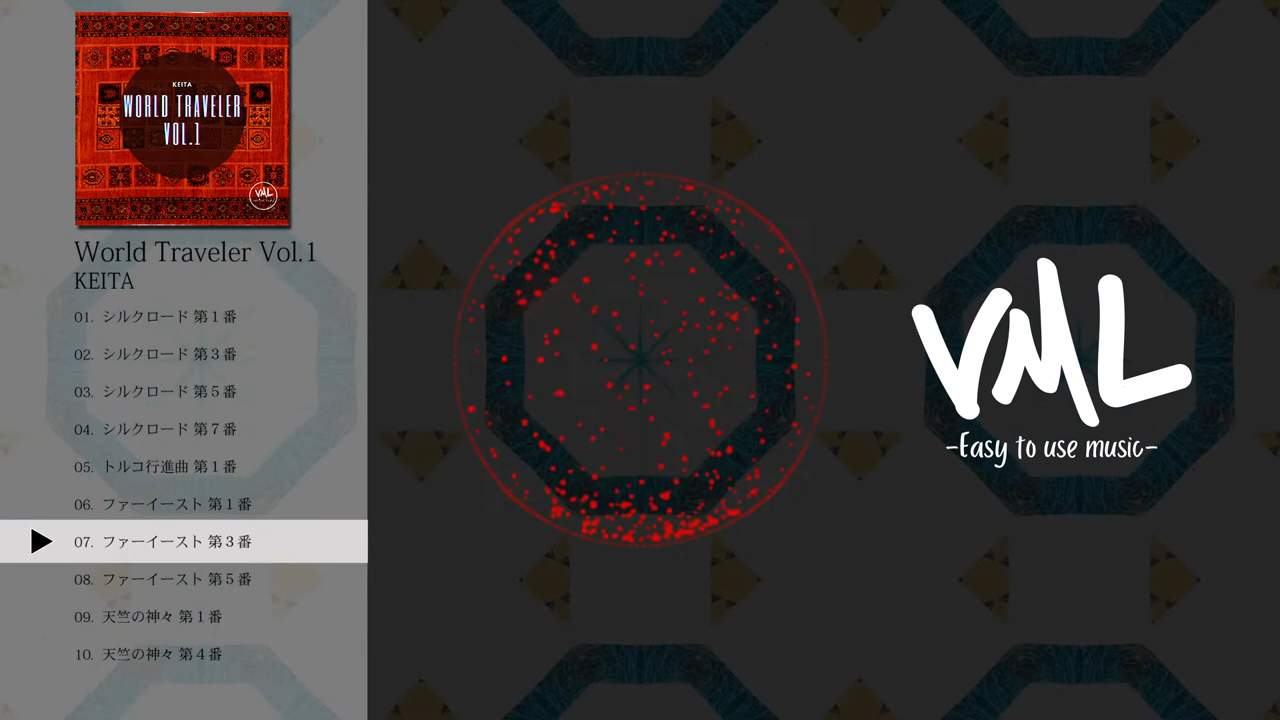 KEITA
WORLD TRAVELER
VOL.1
VML
World Traveler Vol.1
KEITA
01. シルクロード 第１番
02. シルクロード 第３番
03. シルクロード 第５番
04. シルクロード 第７番
05. トルコ行進曲 第１番
06. ファーイースト 第１番
07. ファーイースト 第３番
08. ファーイースト 第５番
09. 天竺の神々 第１番
10. 天竺の神々 第４番
VML
-Easy to use music-